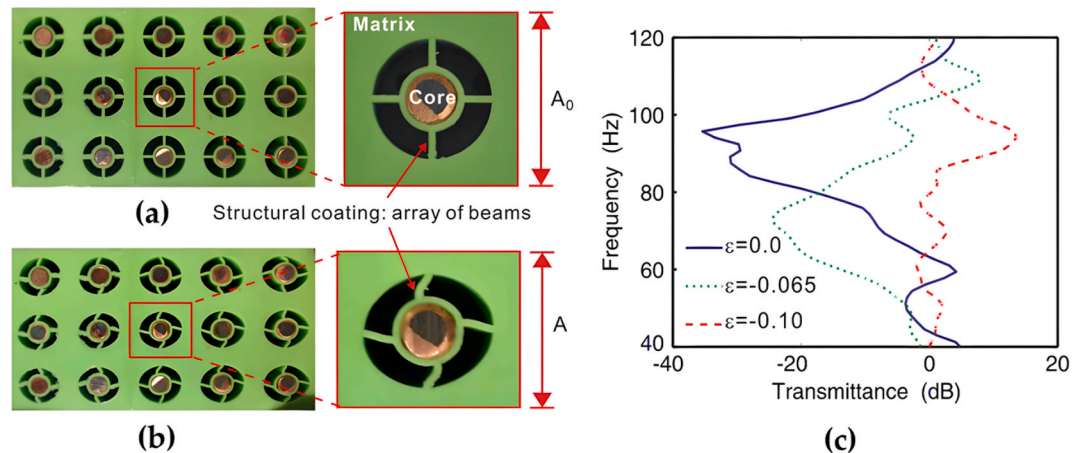 Matrix
Core
A₀
(a)
Structural coating: array of beams
A
(b)
120
100
80
60
40
Frequency (Hz)
ε=0.0
ε=-0.065
ε=-0.10
-40
-20
0
20
Transmittance (dB)
(c)